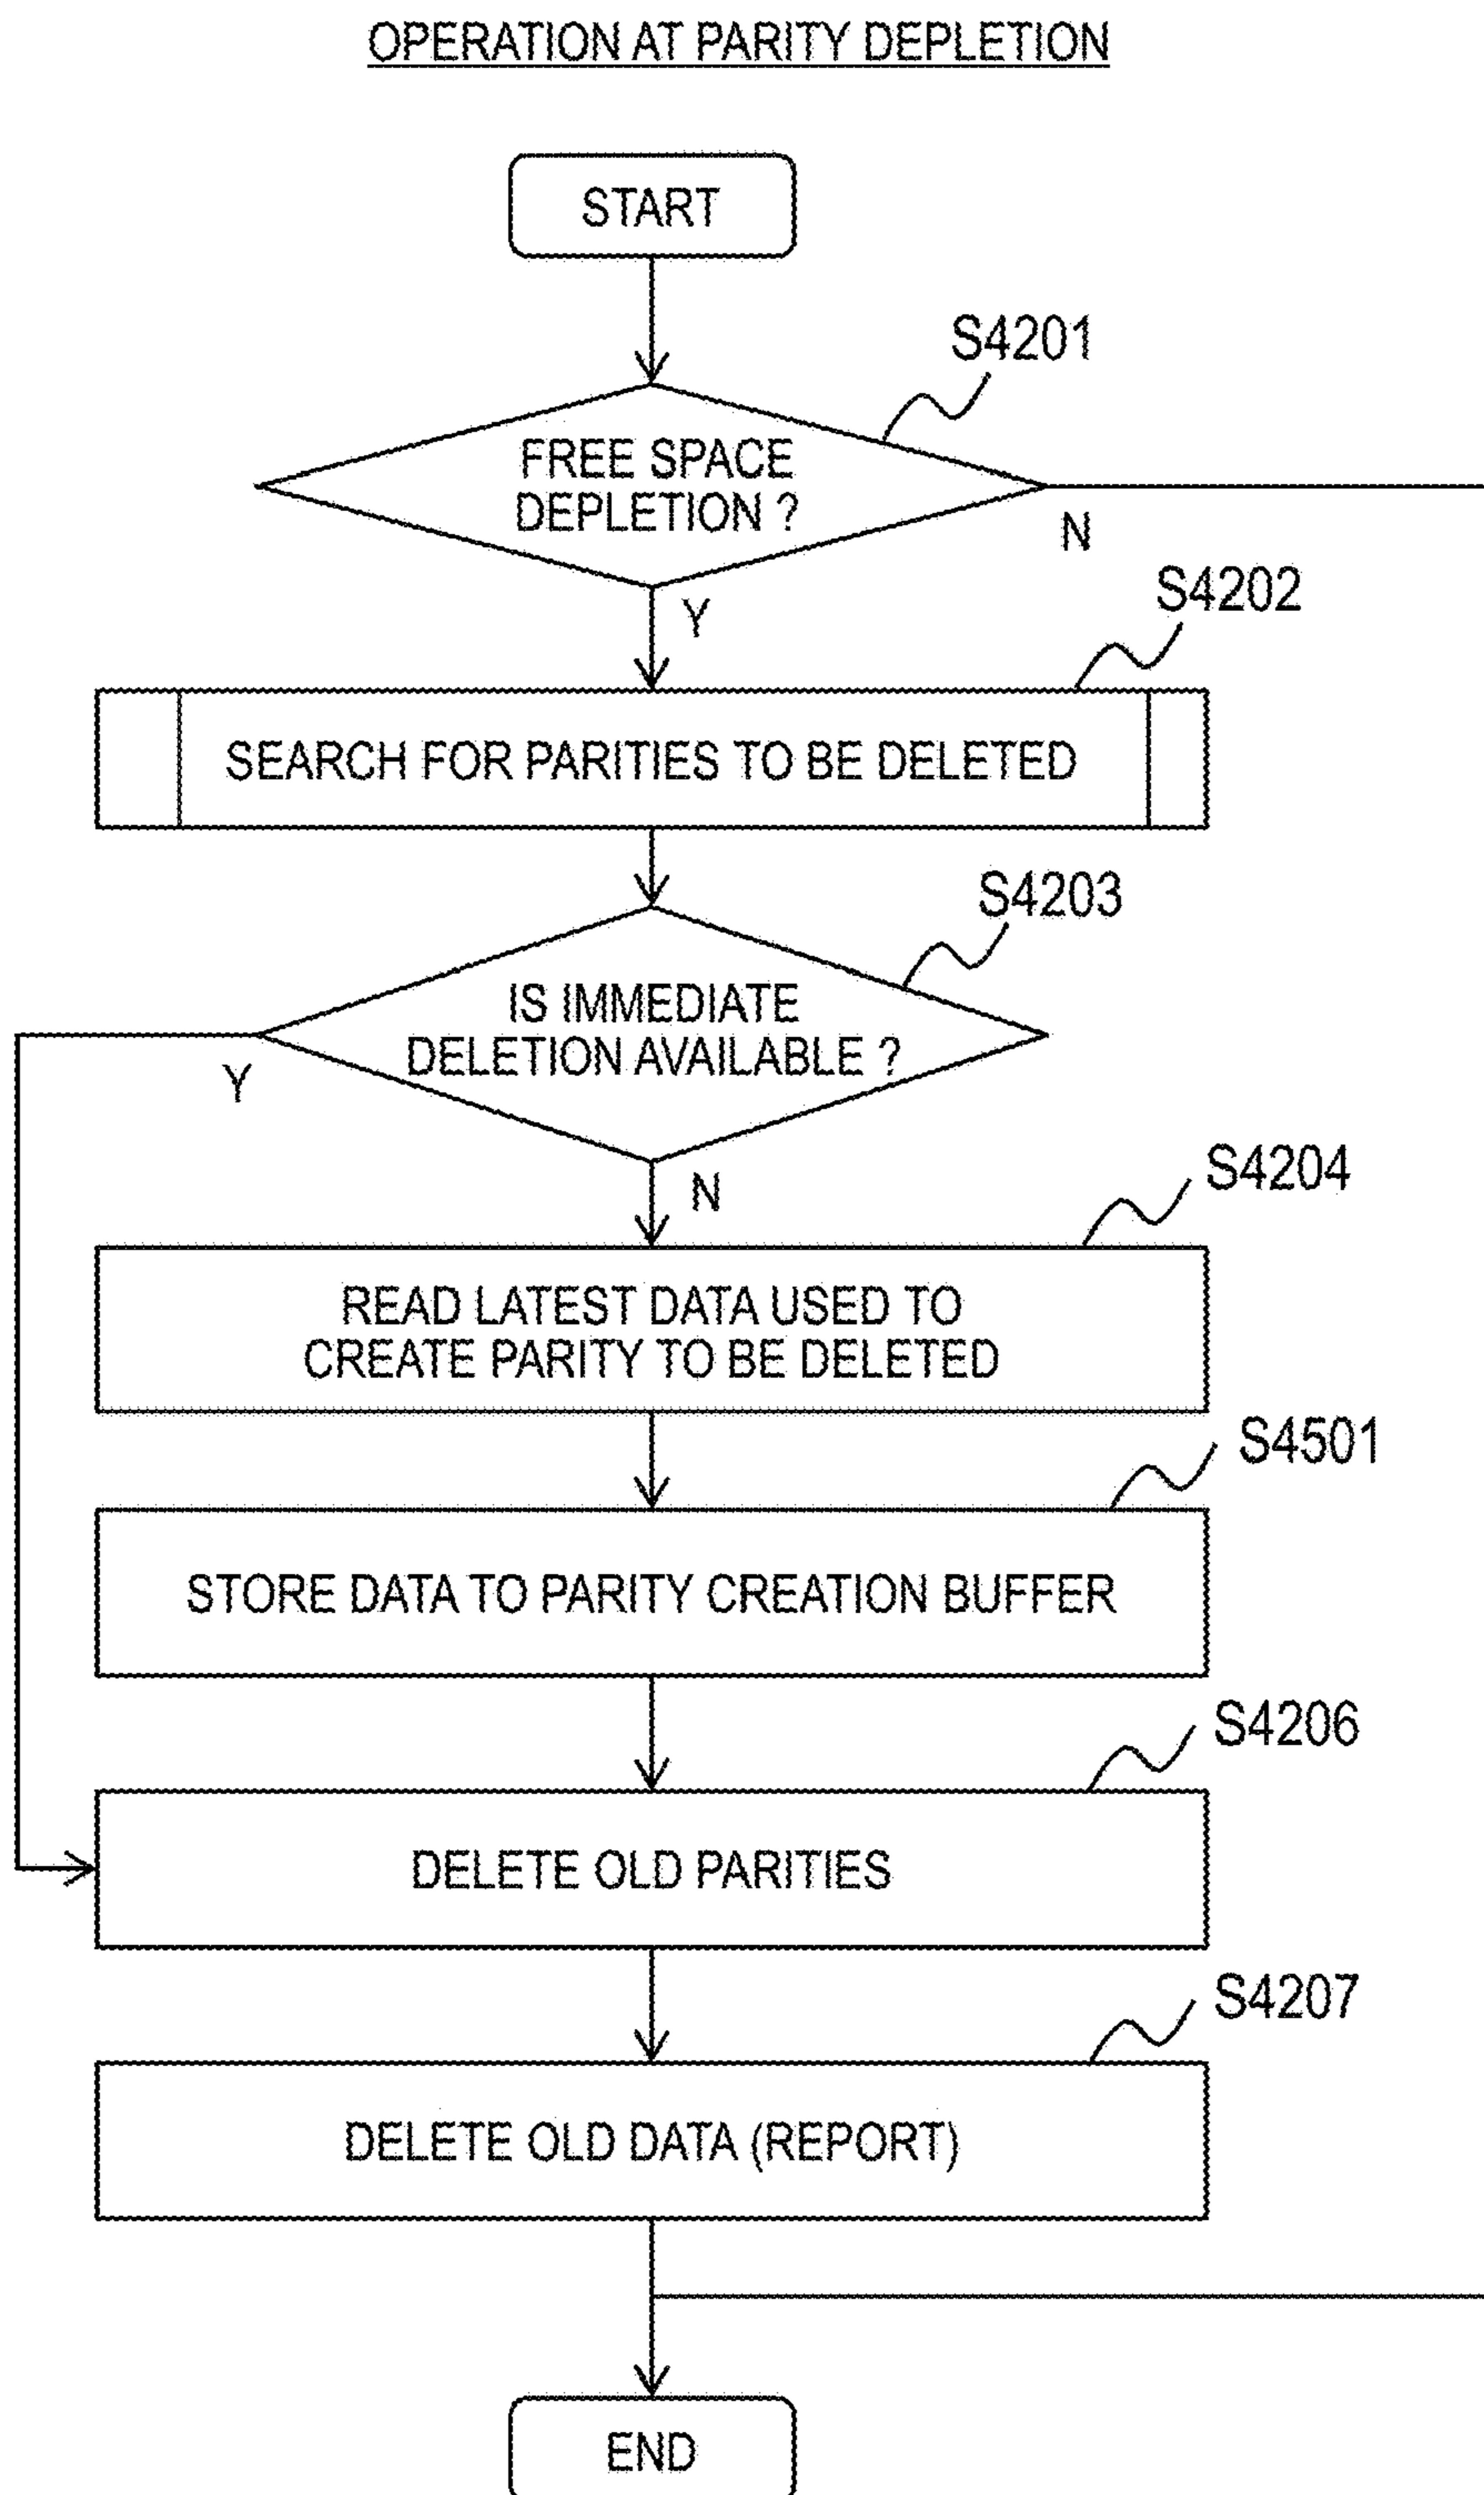 OPERATION AT PARITY DEPLETION
START
S4201
FREE SPACE
DEPLETION ?
N
Y
S4202
SEARCH FOR PARITIES TO BE DELETED
S4203
IS IMMEDIATE
DELETION AVAILABLE ?
Y
N
S4204
READ LATEST DATA USED TO
CREATE PARITY TO BE DELETED
S4501
STORE DATA TO PARITY CREATION BUFFER
S4206
DELETE OLD PARITIES
S4207
DELETE OLD DATA (REPORT)
END